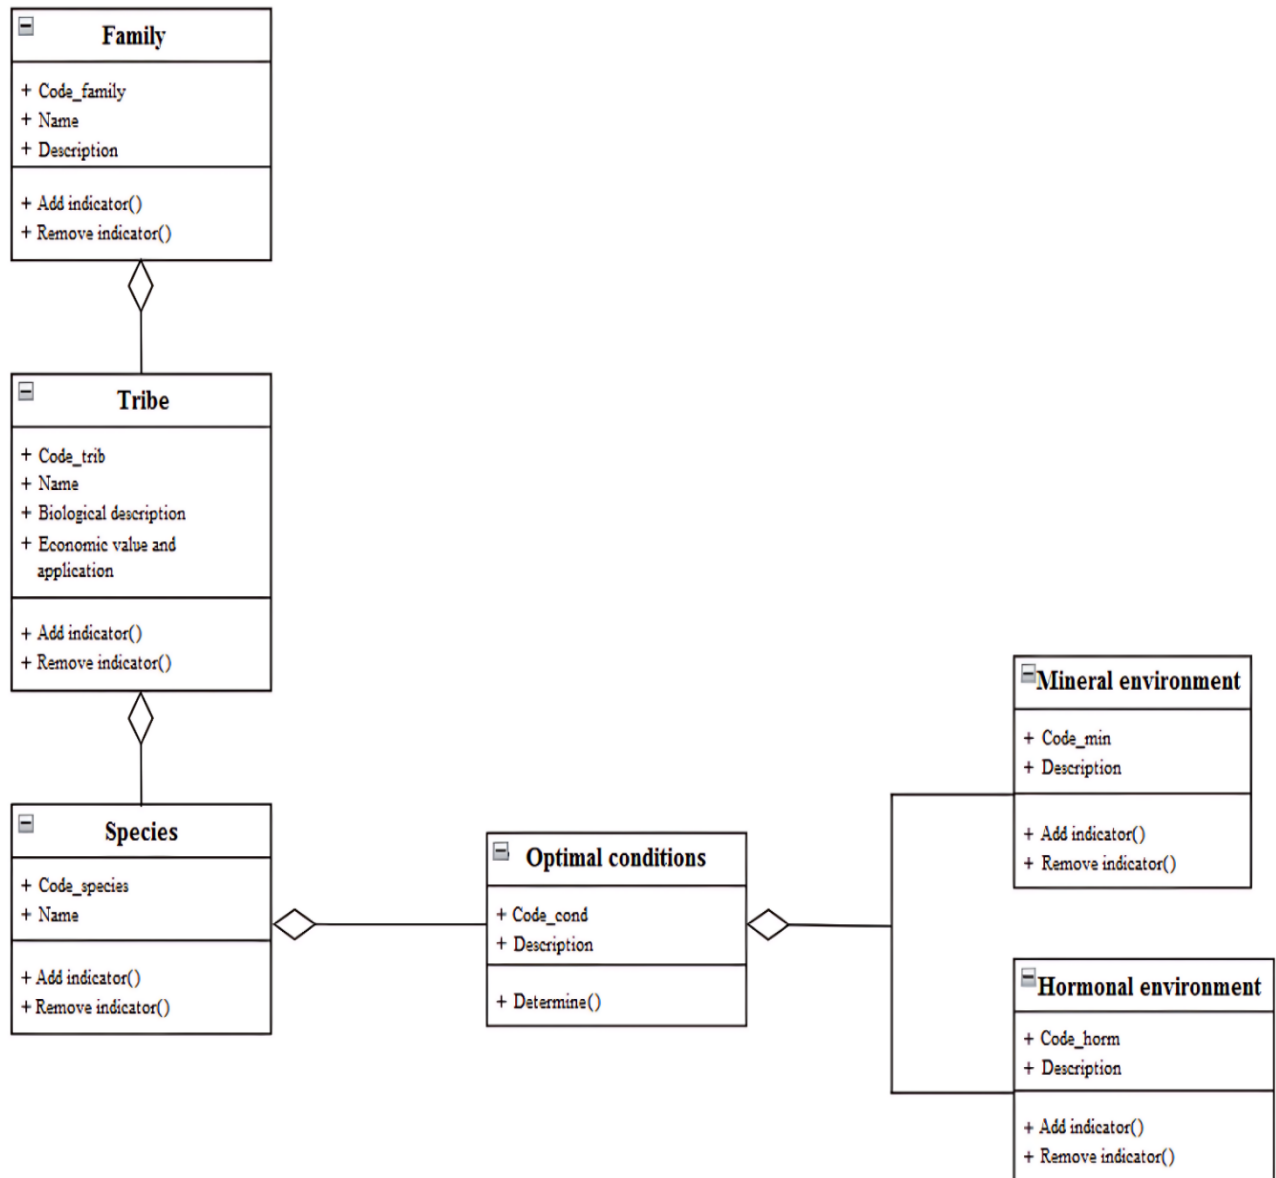 Family
+ Code_family
+ Name
+ Description
+ Add indicator()
+ Remove indicator()
Tribe
+ Code_trib
+ Name
+ Biological description
+ Economic value and
application
+ Add indicator()
+ Remove indicator()
Species
+ Code_species
+ Name
+ Add indicator()
+ Remove indicator()
Optimal conditions
+ Code_cond
+ Description
+ Determine()
Mineral environment
+ Code_min
+ Description
+ Add indicator()
+ Remove indicator()
Hormonal environment
+ Code_horm
+ Description
+ Add indicator()
+ Remove indicator()